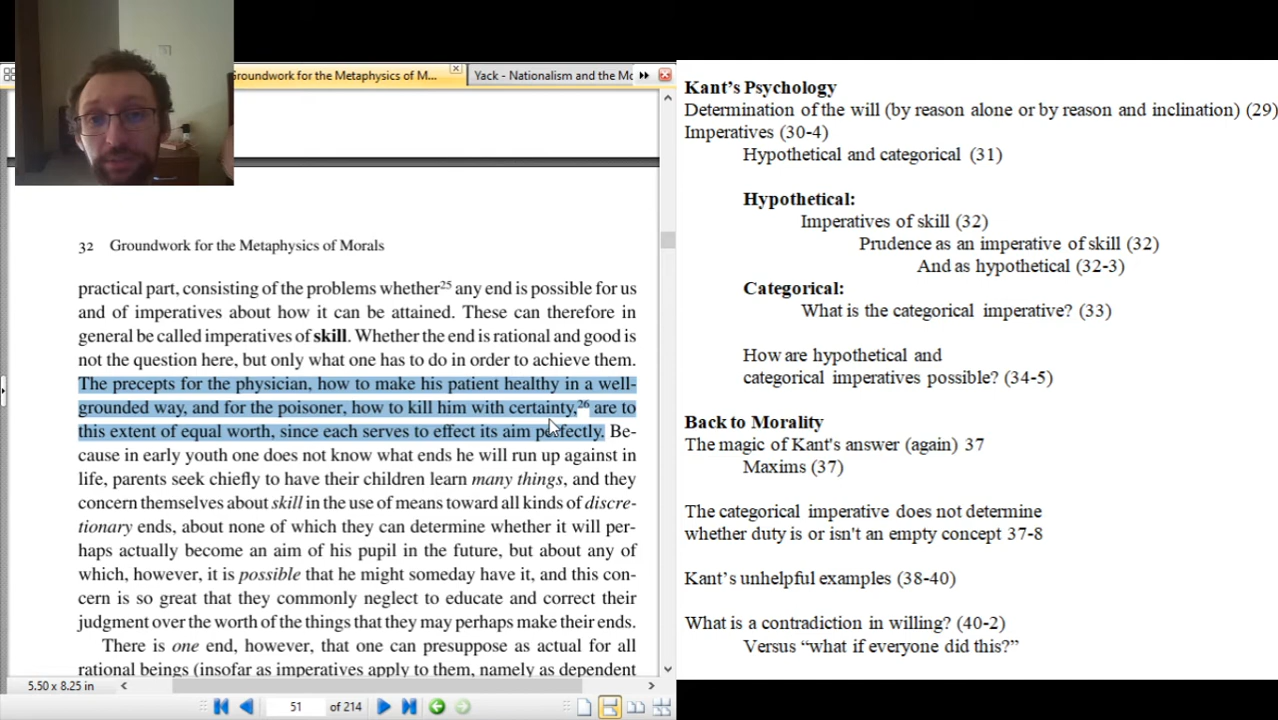 Groundwork for the Metaphysics of M...
Yack - Nationalism and the Mo
32 Groundwork for the Metaphysics of Morals
practical part, consisting of the problems whether25 any end is possible for us
and of imperatives about how it can be attained. These can therefore in
general be called imperatives of skill. Whether the end is rational and good is
not the question here, but only what one has to do in order to achieve them.
The precepts for the physician, how to make his patient healthy in a well-
grounded way, and for the poisoner, how to kill him with certainty,26 are to
this extent of equal worth, since each serves to effect its aim perfectly. Be-
cause in early youth one does not know what ends he will run up against in
life, parents seek chiefly to have their children learn many things, and they
concern themselves about skill in the use of means toward all kinds of discre-
tionary ends, about none of which they can determine whether it will per-
haps actually become an aim of his pupil in the future, but about any of
which, however, it is possible that he might someday have it, and this con-
cern is so great that they commonly neglect to educate and correct their
judgment over the worth of the things that they may perhaps make their ends.
There is one end, however, that one can presuppose as actual for all
rational beings (insofar as imperatives apply to them, namely as dependent
5.50 x 8.25 in
51 of 214
Kant's Psychology
Determination of the will (by reason alone or by reason and inclination) (29)
Imperatives (30-4)
Hypothetical and categorical (31)
Hypothetical:
Imperatives of skill (32)
Prudence as an imperative of skill (32)
And as hypothetical (32-3)
Categorical:
What is the categorical imperative? (33)
How are hypothetical and
categorical imperatives possible? (34-5)
Back to Morality
The magic of Kant's answer (again) 37
Maxims (37)
The categorical imperative does not determine
whether duty is or isn't an empty concept 37-8
Kant's unhelpful examples (38-40)
What is a contradiction in willing? (40-2)
Versus “what if everyone did this?”